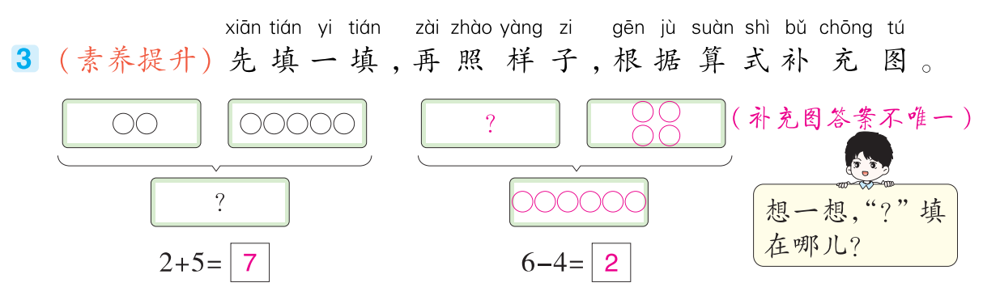 xiān tián yi tián zài zhào yàng zi gēn jù suàn shì bǔ chōng tú
3 (素养提升) 先填一填,再照样子,根据算式补充图。
? (补充图答案不唯一)
?
想一想,“?”填
在哪儿?
2+5= 7 6-4= 2